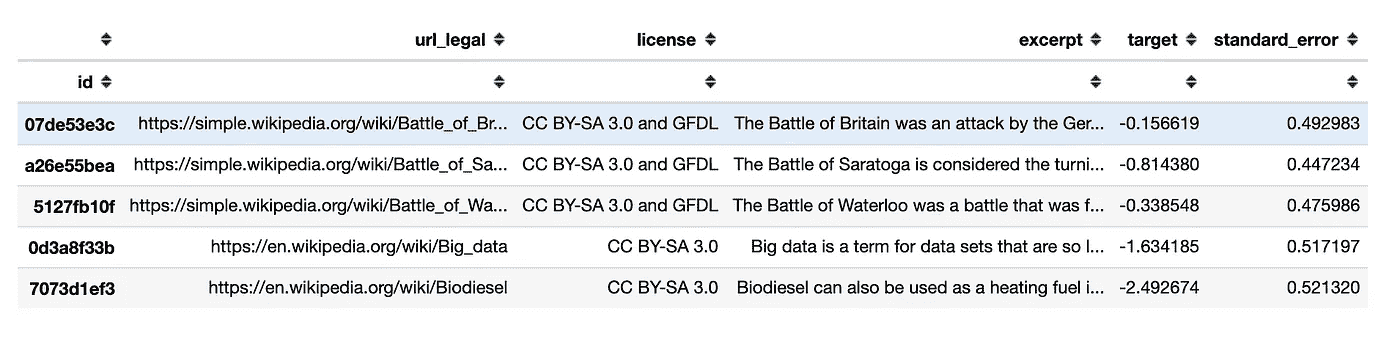 url_legal license excerpt target standard_error
id
07de53e3c https://simple.wikipedia.org/wiki/Battle_of_Br... CC BY-SA 3.0 and GFDL The Battle of Britain was an attack by the Ger... -0.156619 0.492983
a26e55bea https://simple.wikipedia.org/wiki/Battle_of_Sa... CC BY-SA 3.0 and GFDL The Battle of Saratoga is considered the turni... -0.814380 0.447234
5127fb10f https://simple.wikipedia.org/wiki/Battle_of_Wa... CC BY-SA 3.0 and GFDL The Battle of Waterloo was a battle that was f... -0.338548 0.475986
0d3a8f33b https://en.wikipedia.org/wiki/Big_data CC BY-SA 3.0 Big data is a term for data sets that are so l... -1.634185 0.517197
7073d1ef3 https://en.wikipedia.org/wiki/Biodiesel CC BY-SA 3.0 Biodiesel can also be used as a heating fuel i... -2.492674 0.521320